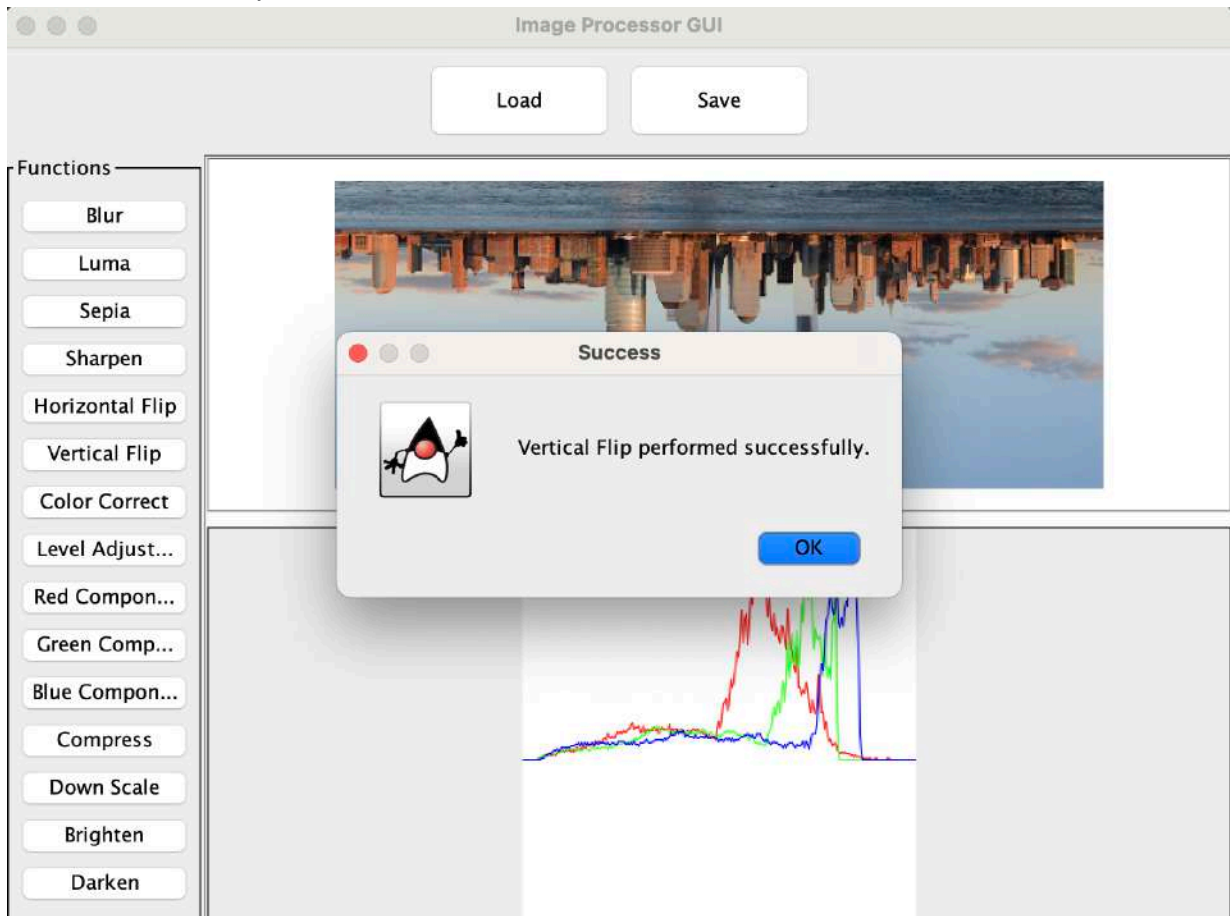 Image Processor GUI
Load
Save
Functions
Blur
Luma
Sepia
Sharpen
Horizontal Flip
Vertical Flip
Color Correct
Level Adjust...
Red Compon...
Green Comp...
Blue Compon...
Compress
Down Scale
Brighten
Darken
Success
Vertical Flip performed successfully.
OK